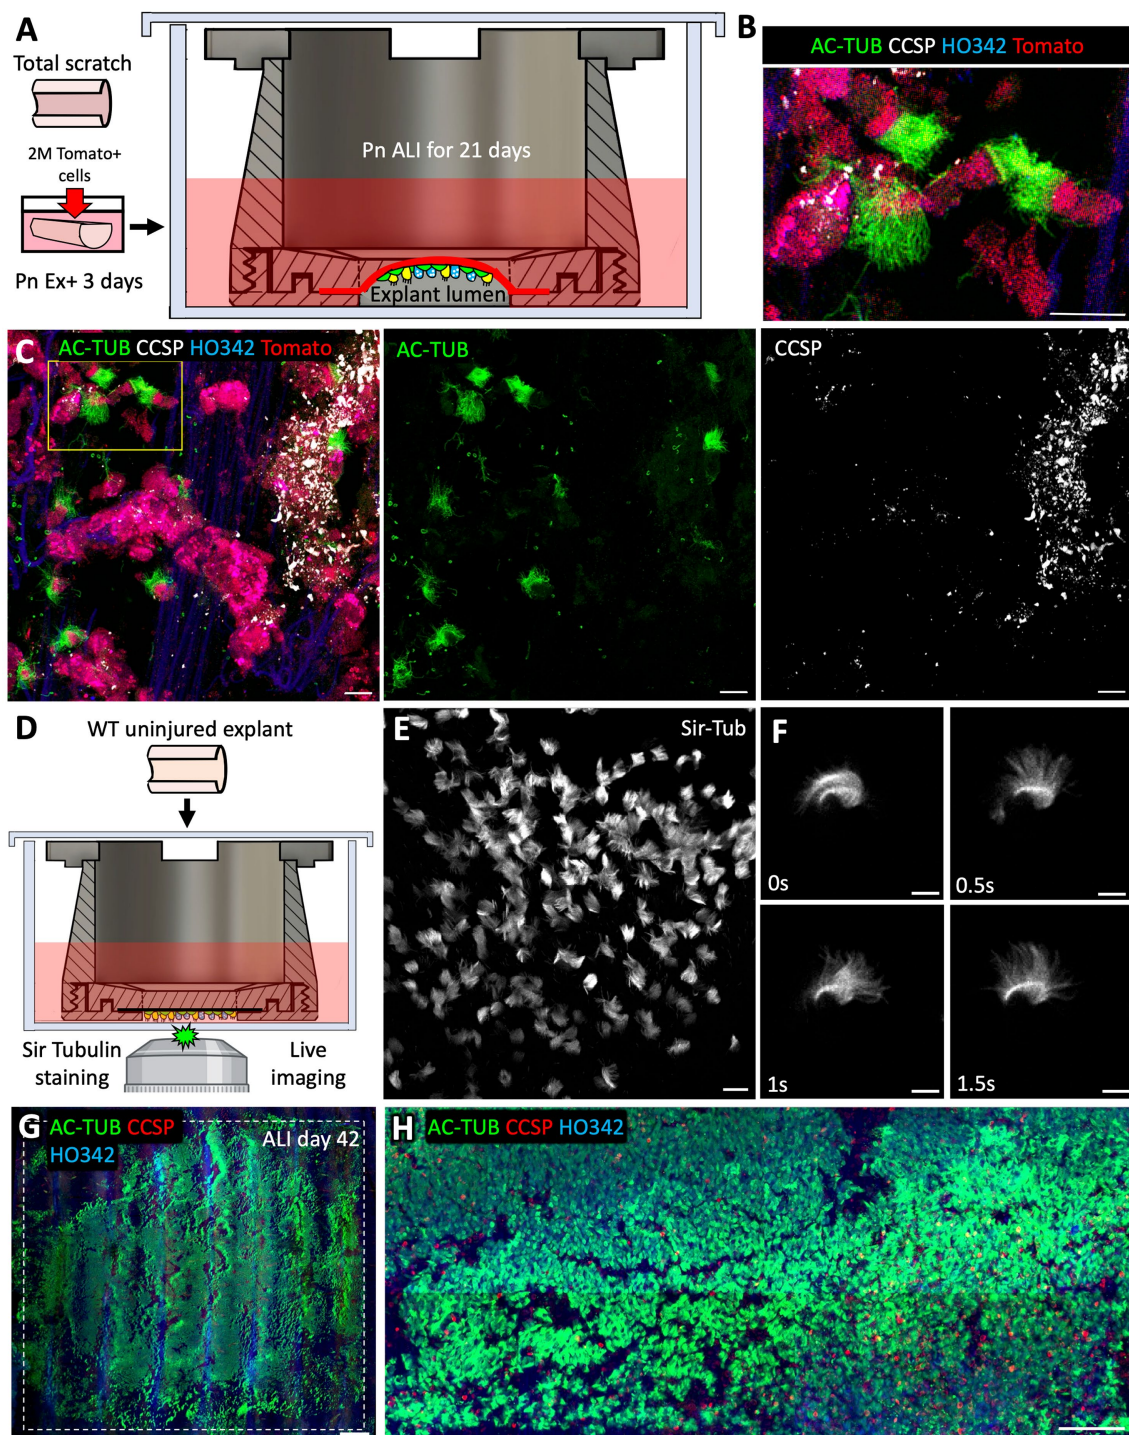 A
Total scratch
2M Tomato+
cells
Pn Ex+ 3 days
Pn ALI for 21 days
Explant lumen
B
AC-TUB CCSP HO342 Tomato
C
AC-TUB CCSP HO342 Tomato
AC-TUB
CCSP
D
WT uninjured explant
Sir Tubulin
staining
Live
imaging
E
Sir-Tub
F
0s
0.5s
1s
1.5s
G
AC-TUB CCSP
HO342
ALI day 42
H
AC-TUB CCSP HO342